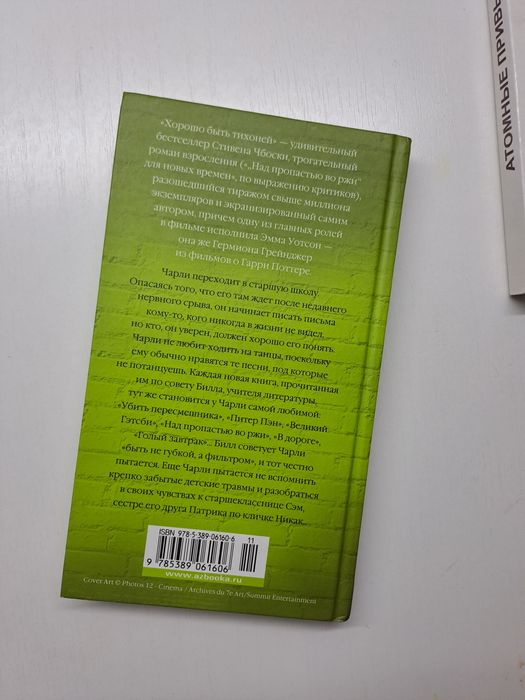 «Хорошо быть тихоней» — удивительный
бестселлер Стивена Чбоски, трогательный
роман взросления («„Над пропастью во ржи“
для новых времен», по выражению критиков),
разошедшийся тиражом свыше миллиона
экземпляров и экранизированный самим
автором, причем одну из главных ролей
в фильме исполнила Эмма Уотсон —
она же Гермиона Грейнджер
из фильмов о Гарри Поттере.
Чарли переходит в старшую школу.
Опасаясь того, что его там ждет после недавнего
нервного срыва, он начинает писать письма
кому-то, кого никогда в жизни не видел,
но кто, он уверен, должен хорошо его понять.
Чарли не любит ходить на танцы, поскольку
ему обычно нравятся те песни, под которые
не потанцуешь. Каждая новая книга, прочитанная
им по совету Билла, учителя литературы,
тут же становится у Чарли самой любимой:
«Убить пересмешника», «Питер Пэн», «Великий
Гэтсби», «Над пропастью во ржи», «В дороге»,
«Голый завтрак»... Билл советует Чарли
«быть не губкой, а фильтром», и тот честно
пытается. Еще Чарли пытается не вспомнить
крепко забытые детские травмы и разобраться
в своих чувствах к старшекласснице Сэм,
сестре его друга Патрика по кличке Никак...
ISBN 978-5-389-06160-6
11
9 785389 061606
www.azbooka.ru
Cover Art © Photos 12 - Cinema / Archives du 7e Art/Summit Entertainment
АТОМНЫЕ ПРИВЫ